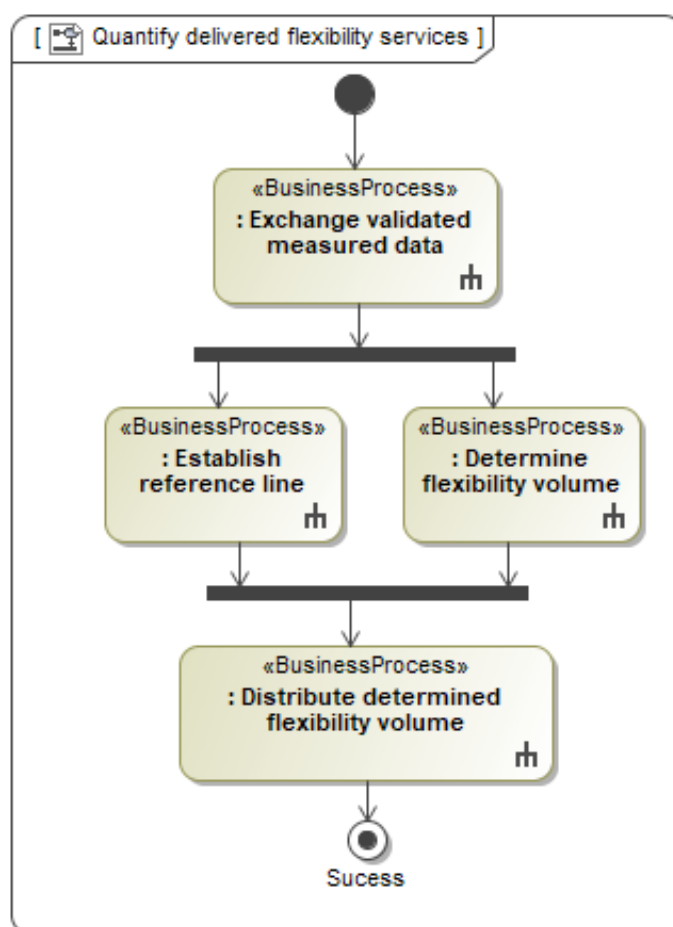 [ Quantify delivered flexibility services ]
«BusinessProcess»
: Exchange validated
measured data
«BusinessProcess»
: Establish
reference line
«BusinessProcess»
: Determine
flexibility volume
«BusinessProcess»
: Distribute determined
flexibility volume
Sucess